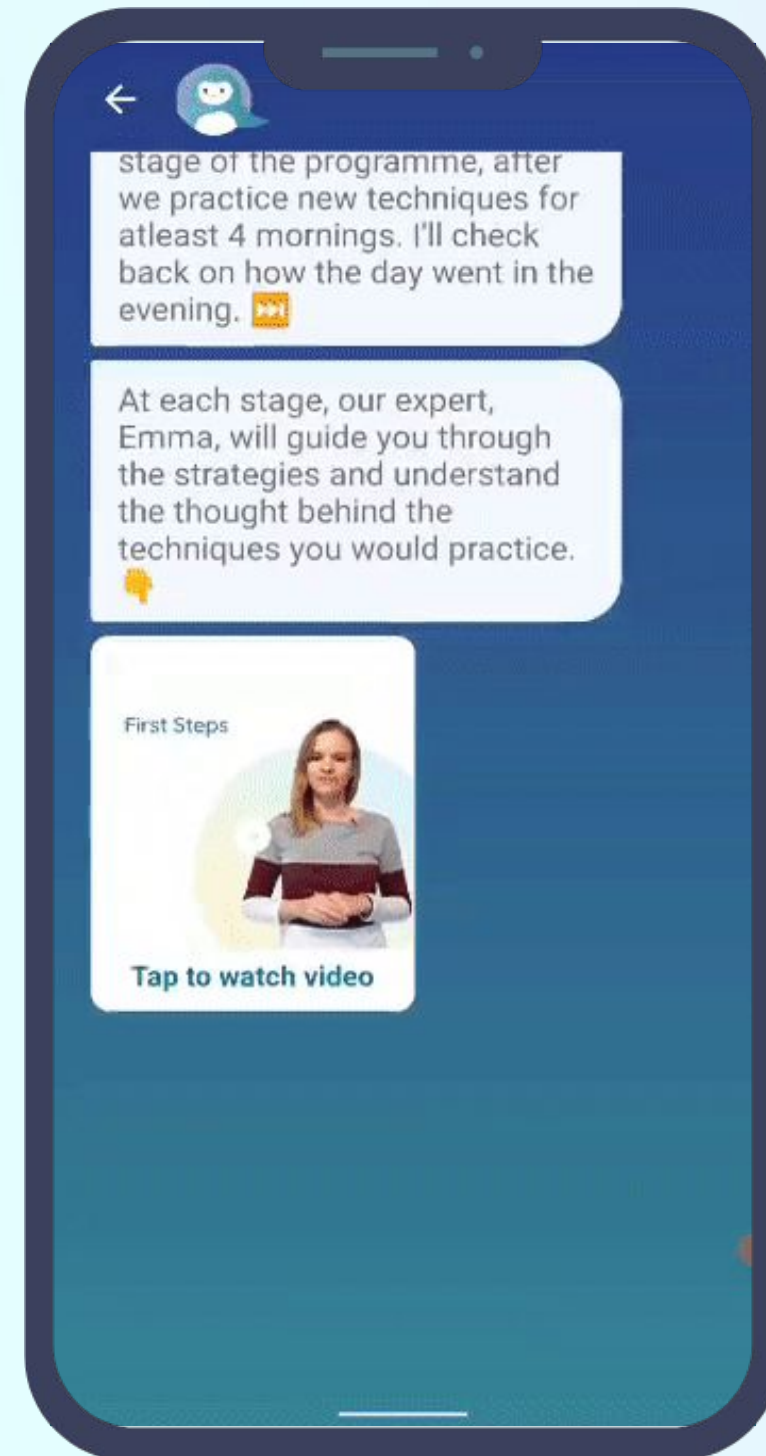 stage of the programme, after
we practice new techniques for
atleast 4 mornings. I'll check
back on how the day went in the
evening. ⏭️
At each stage, our expert,
Emma, will guide you through
the strategies and understand
the thought behind the
techniques you would practice.
👇
First Steps
Tap to watch video